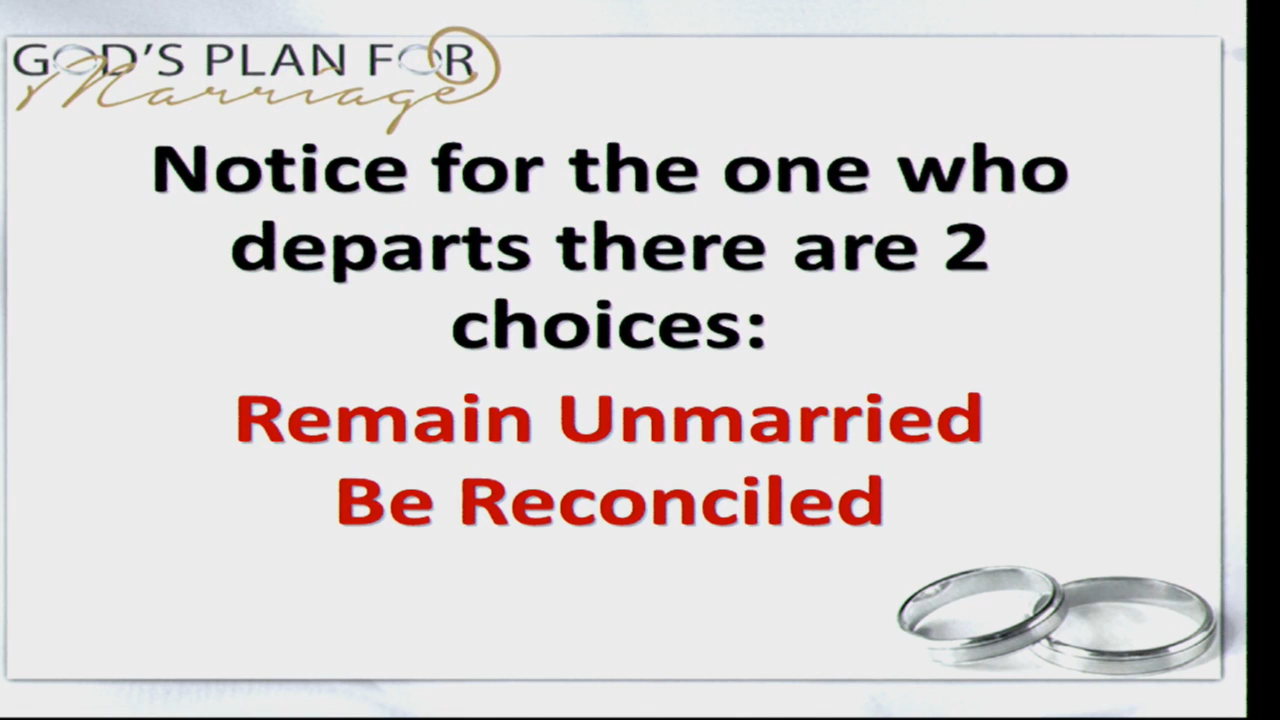 GOD'S PLAN FOR
Marriage
Notice for the one who
departs there are 2
choices:
Remain Unmarried
Be Reconciled